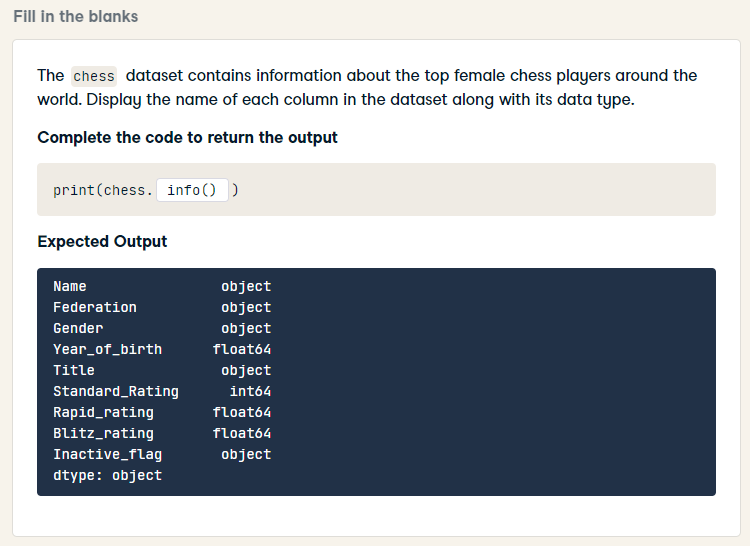 Fill in the blanks
The chess dataset contains information about the top female chess players around the
world. Display the name of each column in the dataset along with its data type.
Complete the code to return the output
print(chess. info() )
Expected Output
Name                object
Federation          object
Gender              object
Year_of_birth      float64
Title               object
Standard_Rating      int64
Rapid_rating       float64
Blitz_rating       float64
Inactive_flag       object
dtype: object